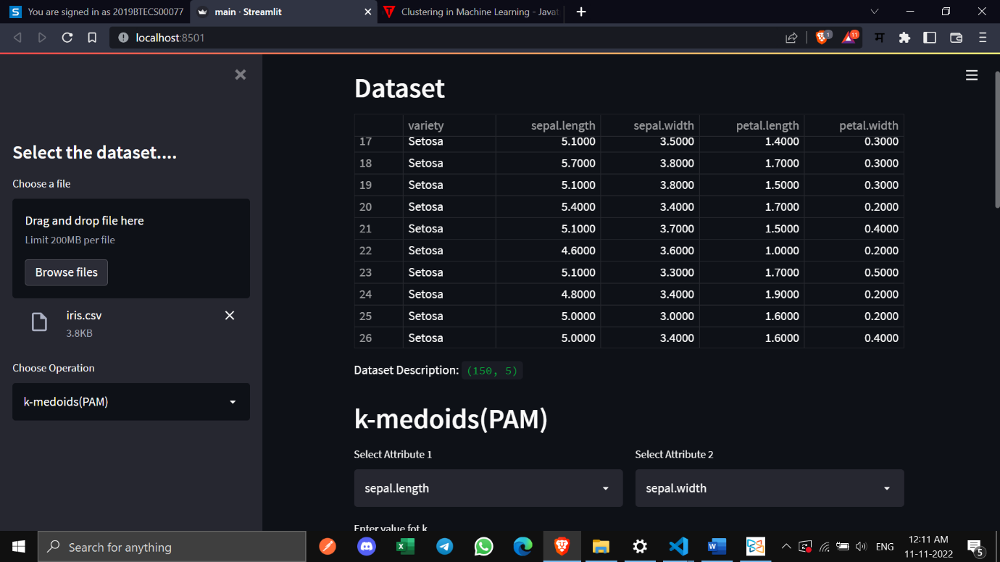 You are signed in as 2019BTECS00077
main · Streamlit
Clustering in Machine Learning - Javat
localhost:8501
1
11
म
Select the dataset....
Choose a file
Drag and drop file here
Limit 200MB per file
Browse files
iris.csv
3.8KB
Choose Operation
k-medoids(PAM)
Dataset
variety sepal.length sepal.width petal.length petal.width
17 Setosa 5.1000 3.5000 1.4000 0.3000
18 Setosa 5.7000 3.8000 1.7000 0.3000
19 Setosa 5.1000 3.8000 1.5000 0.3000
20 Setosa 5.4000 3.4000 1.7000 0.2000
21 Setosa 5.1000 3.7000 1.5000 0.4000
22 Setosa 4.6000 3.6000 1.0000 0.2000
23 Setosa 5.1000 3.3000 1.7000 0.5000
24 Setosa 4.8000 3.4000 1.9000 0.2000
25 Setosa 5.0000 3.0000 1.6000 0.2000
26 Setosa 5.0000 3.4000 1.6000 0.4000
Dataset Description: (150, 5)
k-medoids(PAM)
Select Attribute 1
Select Attribute 2
sepal.length
sepal.width
Enter value fot k
Search for anything
ENG
12:11 AM
11-11-2022
5